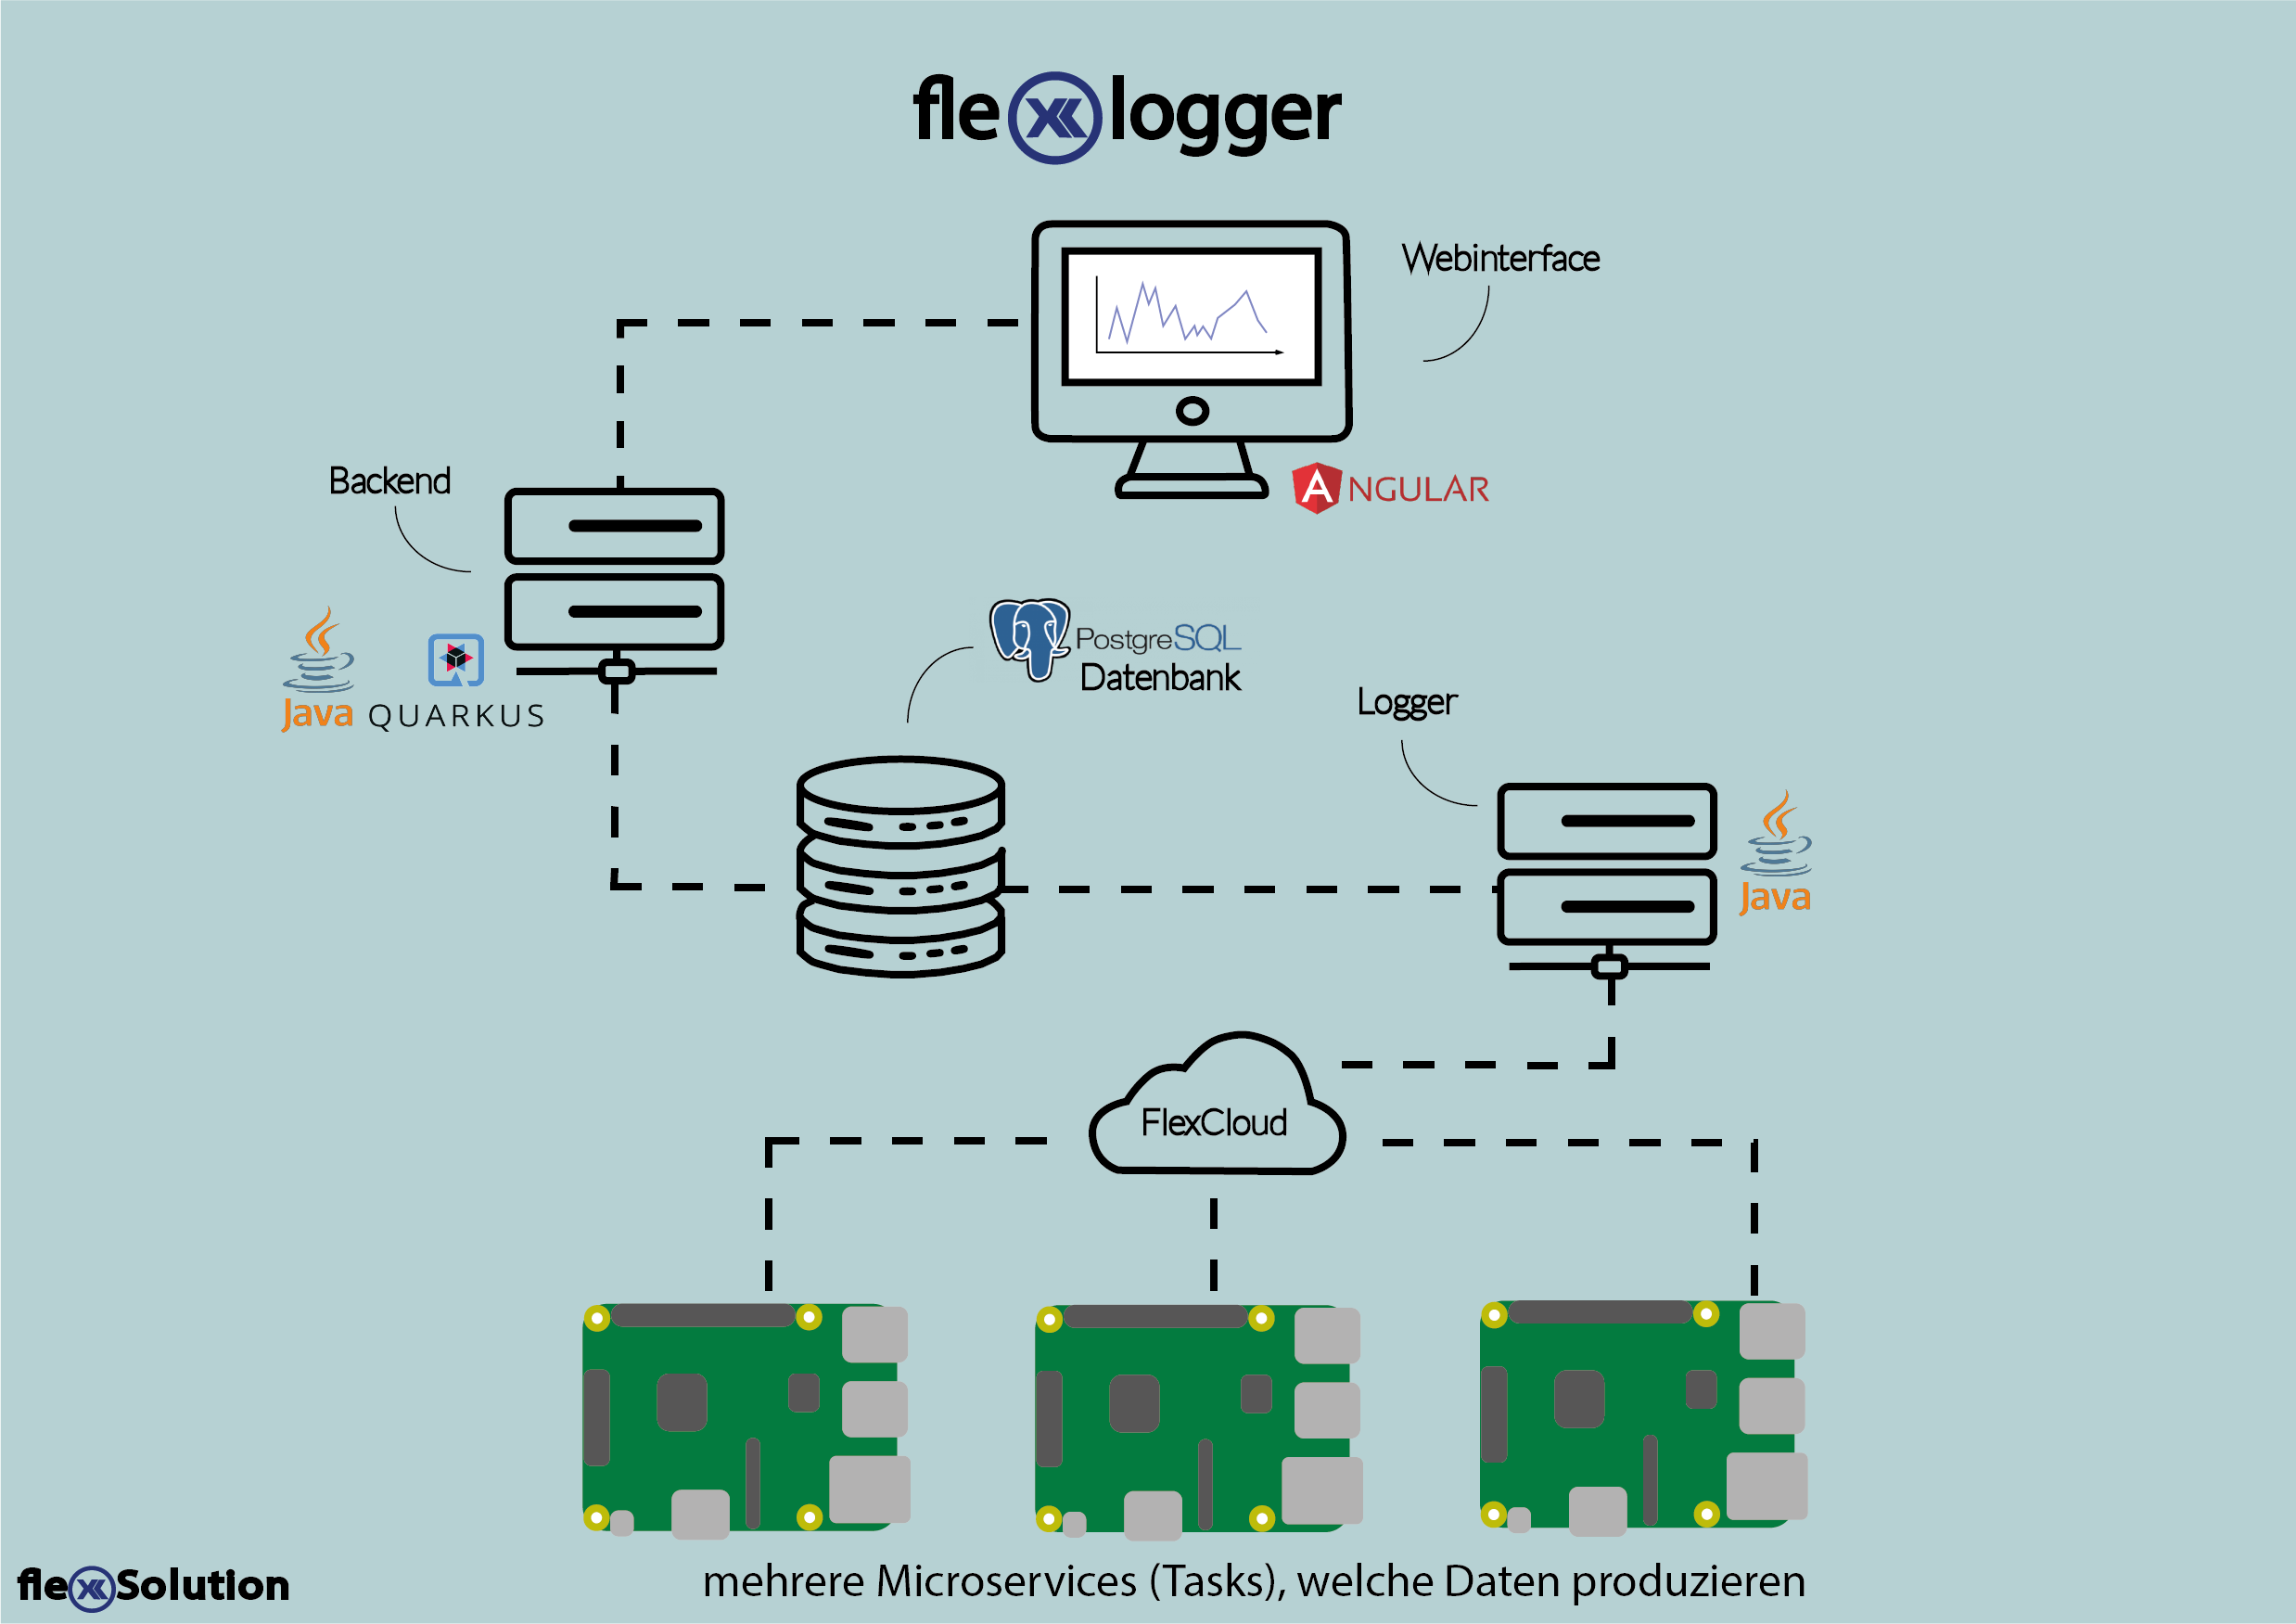 flexlogger
Webinterface
ANGULAR
Backend
Java QUARKUS
PostgreSQL
Datenbank
Logger
Java
FlexCloud
mehrere Microservices (Tasks), welche Daten produzieren
flexSolution